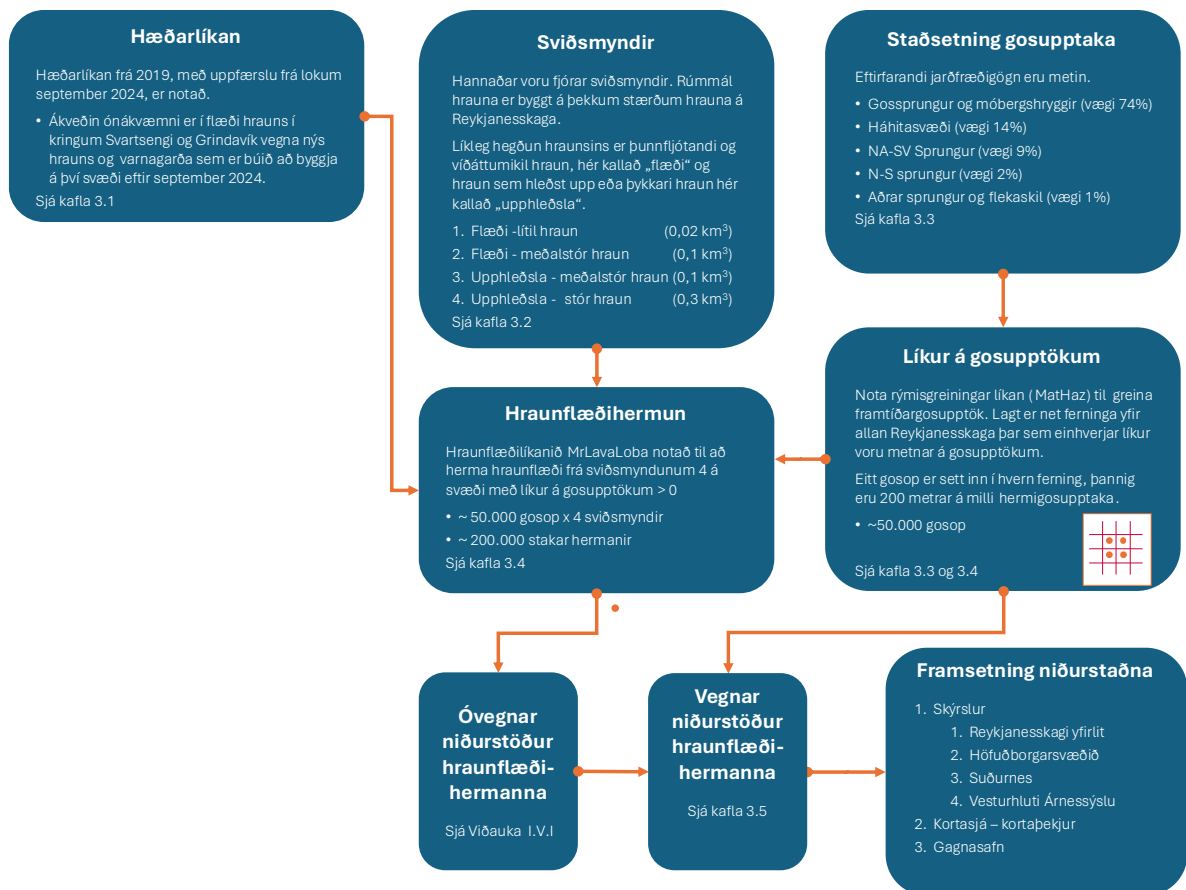 Hæðarlíkan
Hæðarlíkan frá 2019, með uppfærslu frá lokum
september 2024, er notað.
• Ákveðin ónákvæmni er í flæði hrauns í
kringum Svartsengi og Grindavík vegna nýs
hrauns og varnagarða sem er búið að byggja
á því svæði eftir september 2024.
Sjá kafla 3.1
Sviðsmyndir
Hannaðar voru fjórar sviðsmyndir. Rúmmál
hrauna er byggt á þekkum stærðum hrauna á
Reykjanesskaga.
Líkleg hegðun hraunsins er þunnfljótandi og
víðáttumikil hraun, hér kallað „flæði“ og
hraun sem hleðst upp eða þykkari hraun hér
kallað „upphleðsla“.
1. Flæði -lítil hraun (0,02 km³)
2. Flæði - meðalstór hraun (0,1 km³)
3. Upphleðsla - meðalstór hraun (0,1 km³)
4. Upphleðsla - stór hraun (0,3 km³)
Sjá kafla 3.2
Staðsetning gosupptaka
Eftirfarandi jarðfræðigögn eru metin.
• Gossprungur og móbergshryggir (vægi 74%)
• Háhitasvæði (vægi 14%)
• NA-SV Sprungur (vægi 9%)
• N-S sprungur (vægi 2%)
• Aðrar sprungur og flekaskil (vægi 1%)
Sjá kafla 3.3
Líkur á gosupptökum
Nota rýmisgreiningar líkan (MatHaz) til greina
framtíðargosupptök. Lagt er net ferninga yfir
allan Reykjanesskaga þar sem einhverjar líkur
voru metnar á gosupptökum.
Eitt gosop er sett inn í hvern ferning, þannig
eru 200 metrar á milli hermigosupptaka.
• ~50.000 gosop
Sjá kafla 3.3 og 3.4
Hraunflæðihermun
Hraunflæðilíkanið MrLavaLoba notað til að
herma hraunflæði frá sviðsmyndunum 4 á
svæði með líkur á gosupptökum > 0
• ~ 50.000 gosop x 4 sviðsmyndir
• ~ 200.000 stakar hermanir
Sjá kafla 3.4
Óvegnar
niðurstöður
hraunflæði-
hermanna
Sjá Viðauka I.V.I
Vegnar
niðurstöður
hraunflæði-
hermanna
Sjá kafla 3.5
Framsetning niðurstaðna
1. Skýrslur
1. Reykjanesskagi yfirlit
2. Höfuðborgarsvæðið
3. Suðurnes
4. Vesturhluti Árnessýslu
2. Kortasjá – kortaþekjur
3. Gagnasafn